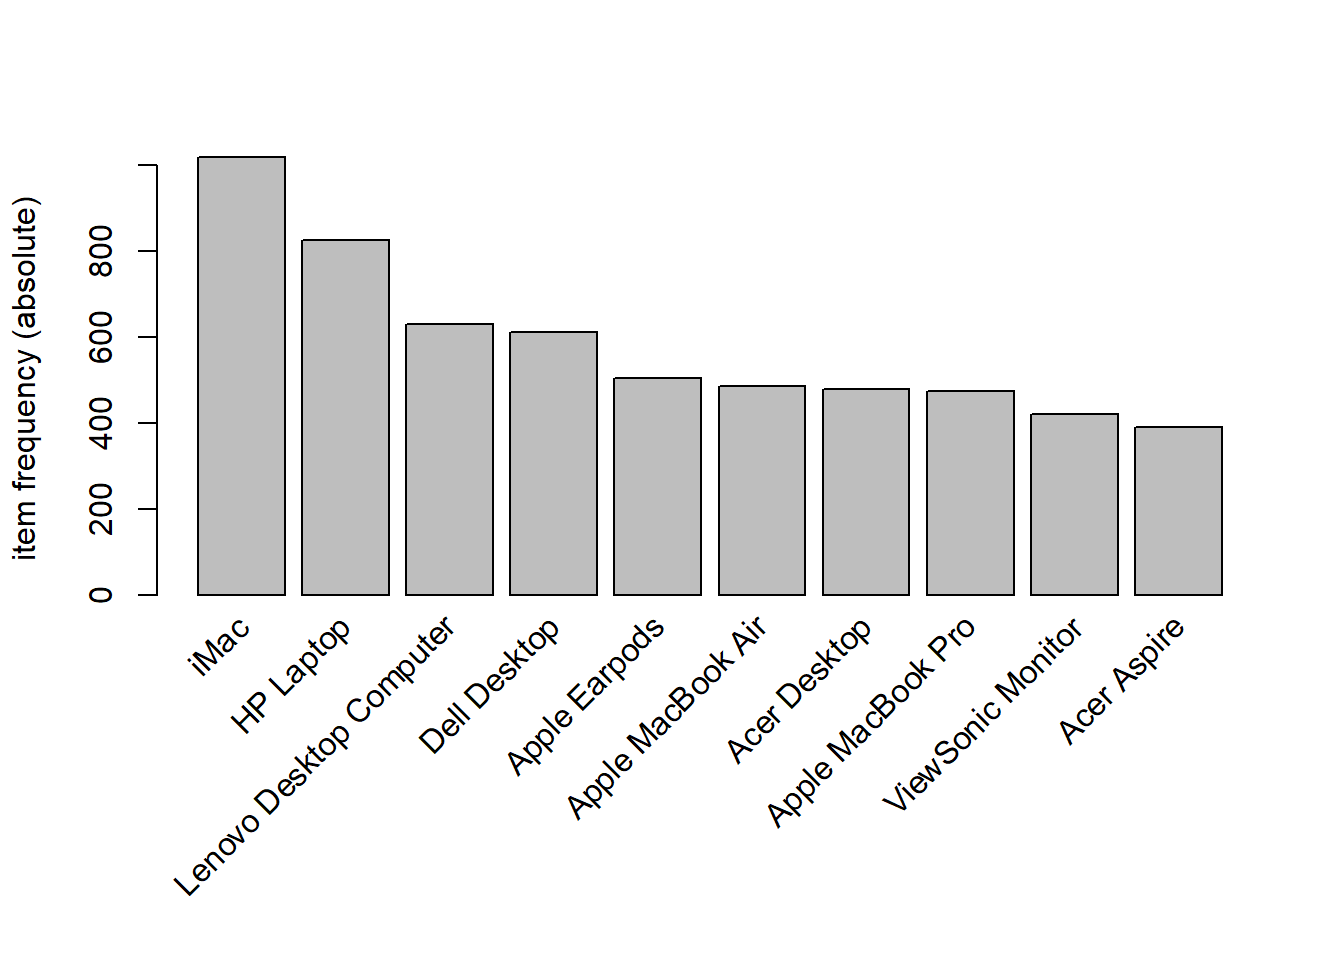 item frequency (absolute)
800
600
400
200
0
iMac
HP Laptop
Lenovo Desktop Computer
Dell Desktop
Apple Earpods
Apple MacBook Air
Acer Desktop
Apple MacBook Pro
ViewSonic Monitor
Acer Aspire